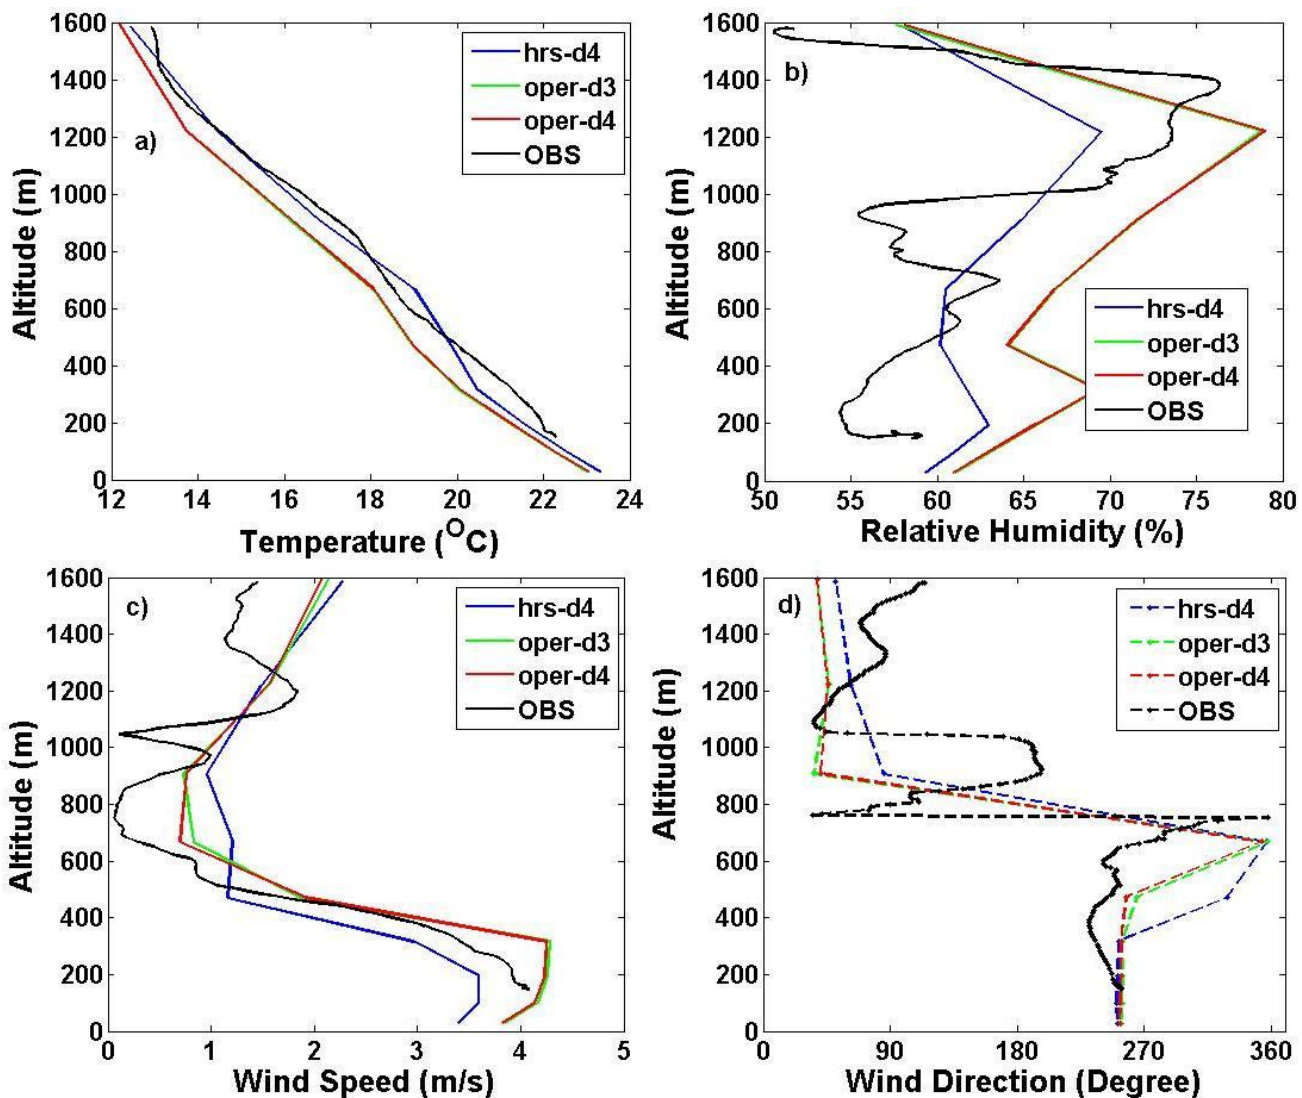 a)
1600
1400
1200
1000
800
600
400
200
0
Altitude (m)
12 14 16 18 20 22 24
Temperature (OC)
hrs-d4
oper-d3
oper-d4
OBS
b)
1600
1400
1200
1000
800
600
400
200
0
Altitude (m)
50 55 60 65 70 75 80
Relative Humidity (%)
hrs-d4
oper-d3
oper-d4
OBS
c)
1600
1400
1200
1000
800
600
400
200
0
Altitude (m)
0 1 2 3 4 5
Wind Speed (m/s)
hrs-d4
oper-d3
oper-d4
OBS
d)
1600
1400
1200
1000
800
600
400
200
0
Altitude (m)
0 90 180 270 360
Wind Direction (Degree)
hrs-d4
oper-d3
oper-d4
OBS